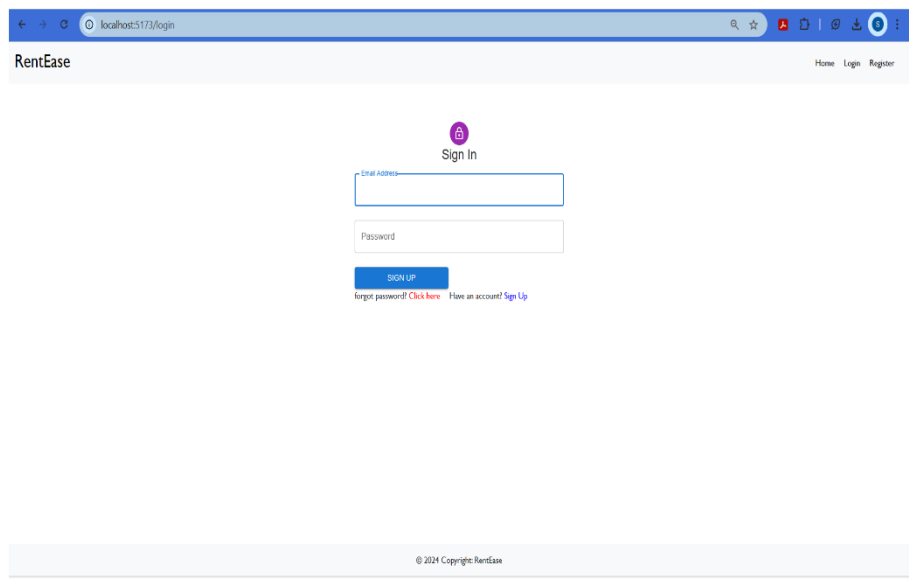 localhost:5173/login
S
RentEase
Home Login Register
Sign In
Email Address
Password
SIGN UP
forgot password? Click here Have an account? Sign Up
© 2024 Copyright: RentEase